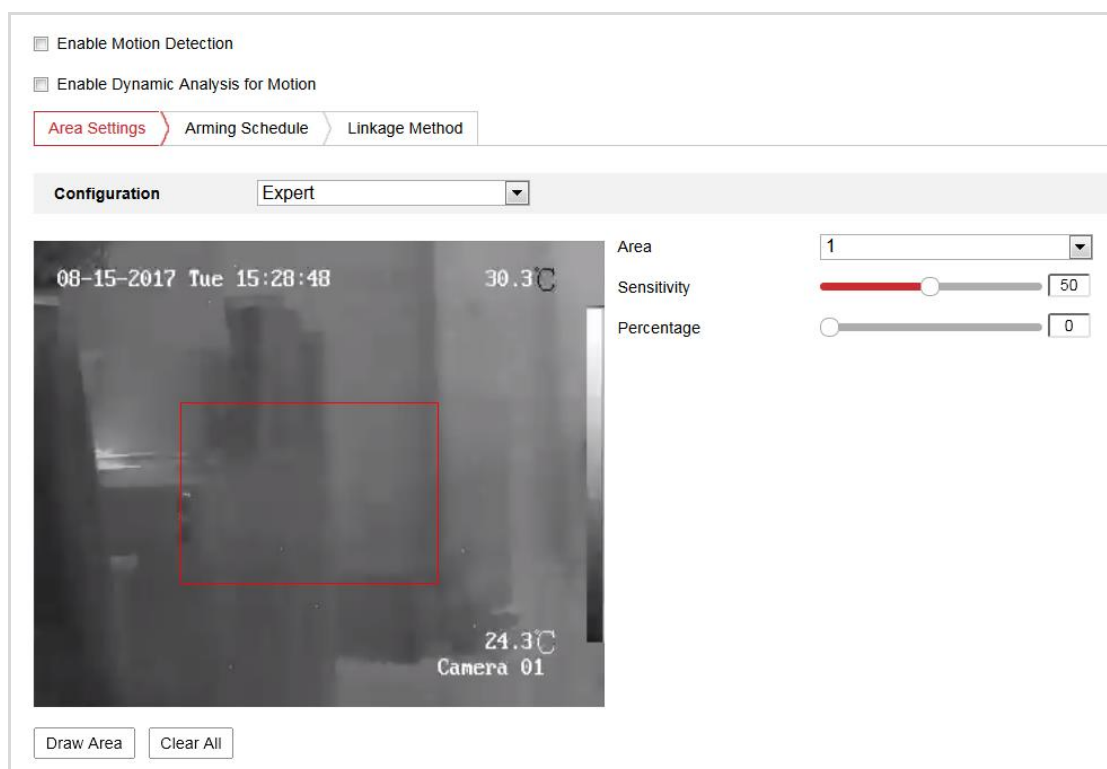 Enable Motion Detection
Enable Dynamic Analysis for Motion
Area Settings Arming Schedule Linkage Method
Configuration Expert
08-15-2017 Tue 15:28:48 30.3℃
24.3℃
Camera 01
Area 1
Sensitivity 50
Percentage 0
Draw Area Clear All